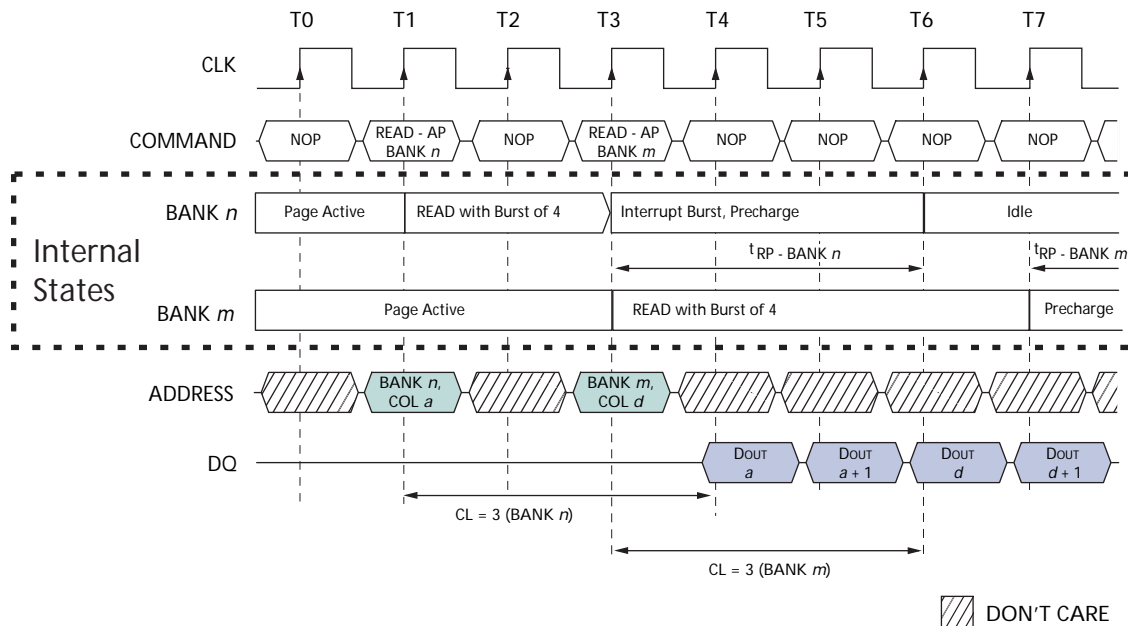 T0 T1 T2 T3 T4 T5 T6 T7
CLK
COMMAND NOP READ - AP BANK n NOP READ - AP BANK m NOP NOP NOP NOP
BANK n Page Active READ with Burst of 4 Interrupt Burst, Precharge Idle
Internal States
tRP - BANK n tRP - BANK m
BANK m Page Active READ with Burst of 4 Precharge
ADDRESS BANK n, COL a BANK m, COL d
DQ DOUT a DOUT a + 1 DOUT d DOUT d + 1
CL = 3 (BANK n)
CL = 3 (BANK m)
DON'T CARE